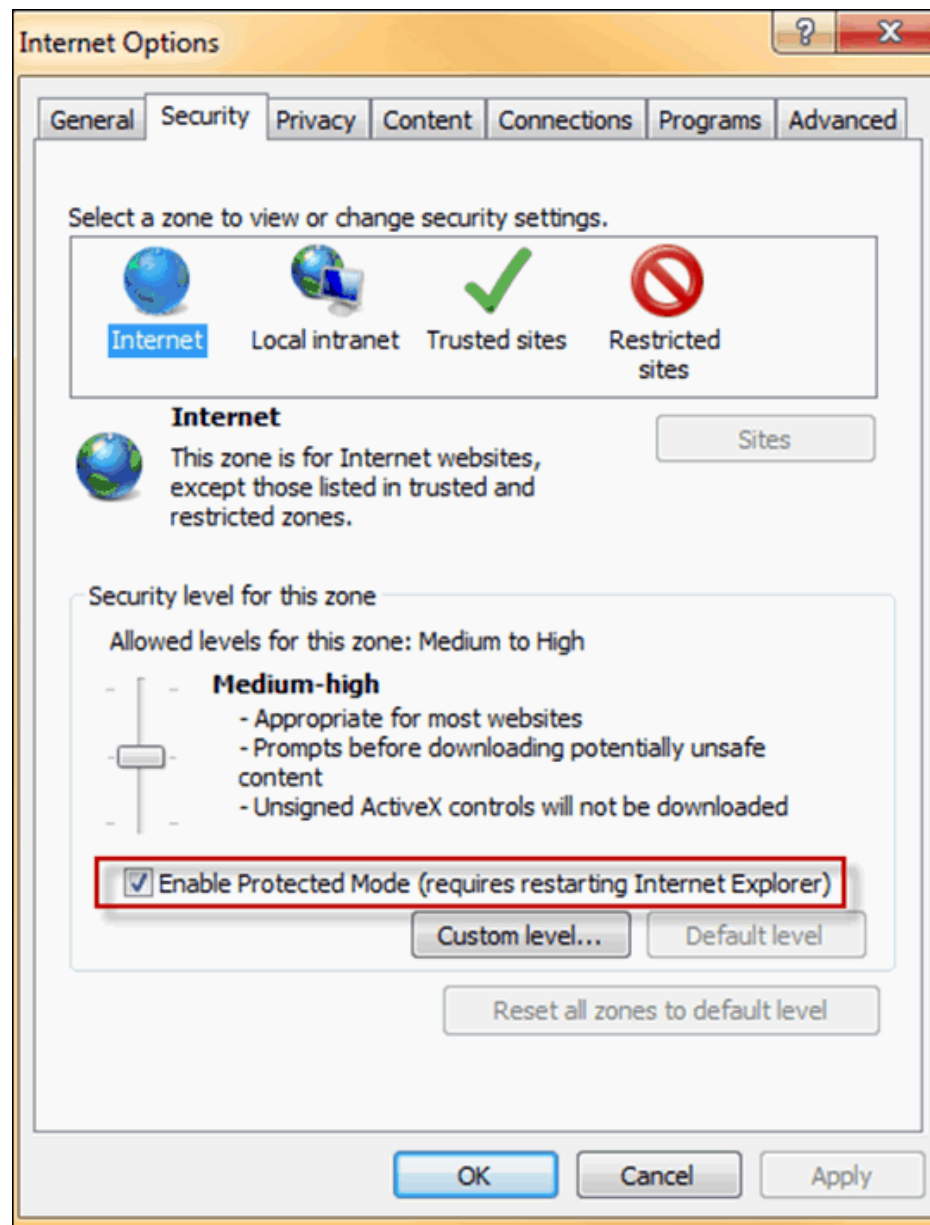 Internet Options
General Security Privacy Content Connections Programs Advanced
Select a zone to view or change security settings.
Internet Local intranet Trusted sites Restricted
sites
Internet
Sites
This zone is for Internet websites,
except those listed in trusted and
restricted zones.
Security level for this zone
Allowed levels for this zone: Medium to High
Medium-high
- Appropriate for most websites
- Prompts before downloading potentially unsafe
content
- Unsigned ActiveX controls will not be downloaded
Enable Protected Mode (requires restarting Internet Explorer)
Custom level... Default level
Reset all zones to default level
OK Cancel Apply